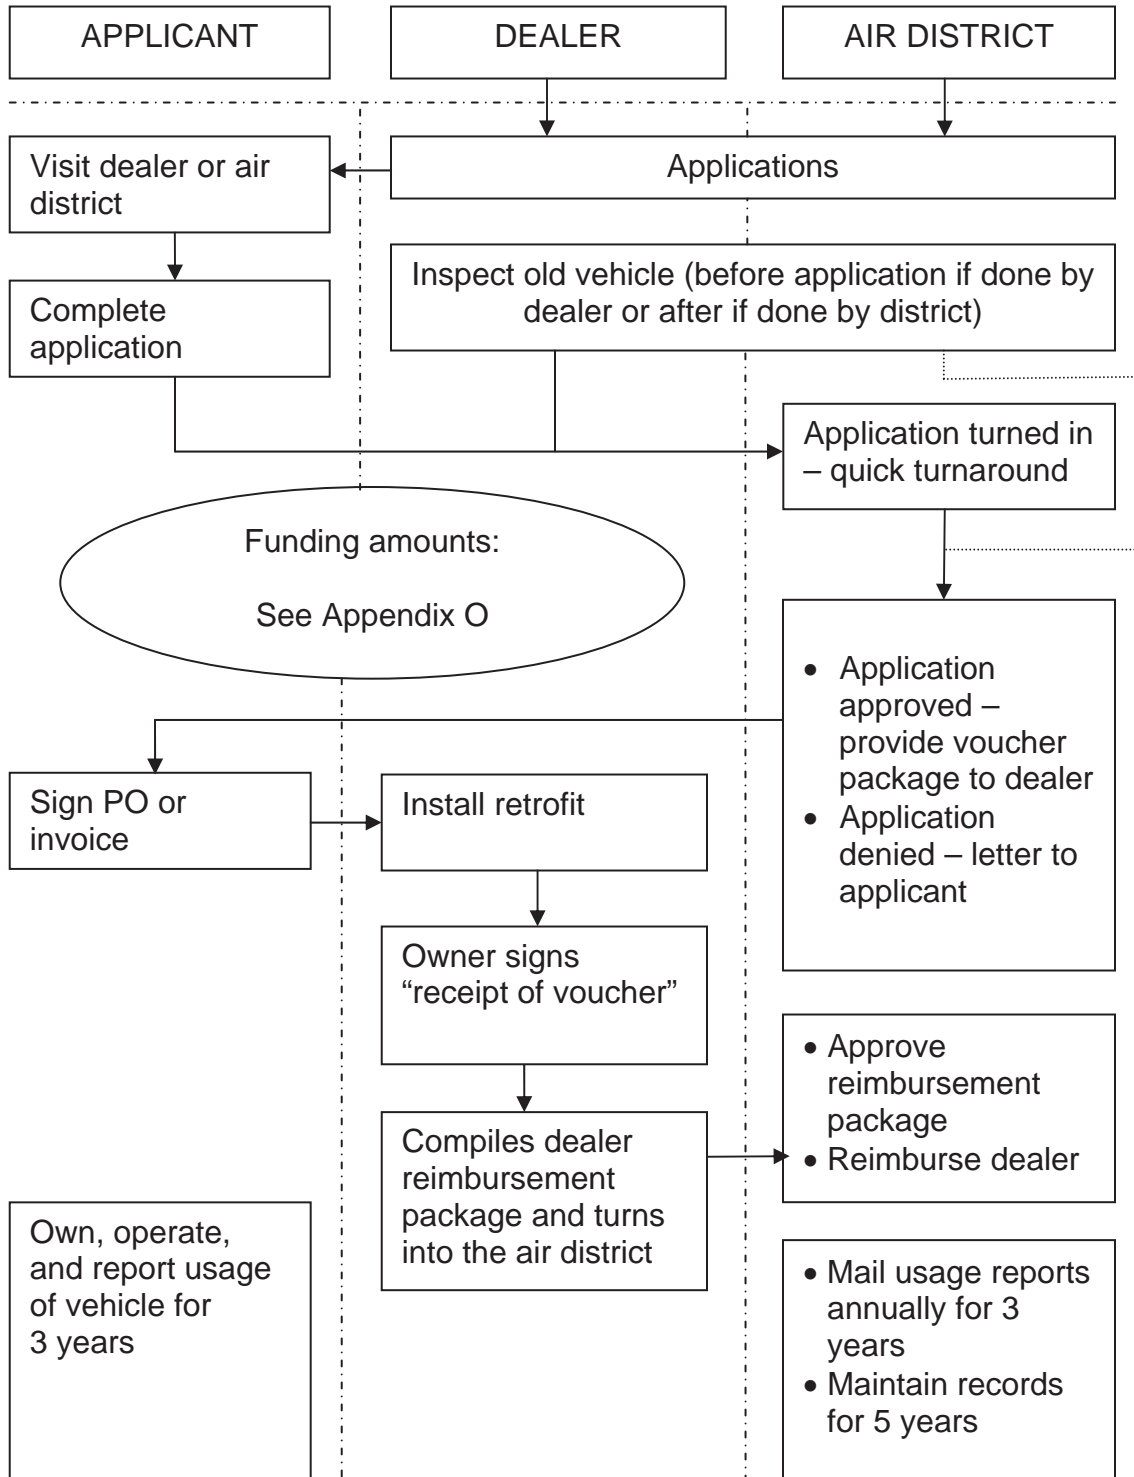 APPLICANT
DEALER
AIR DISTRICT
Visit dealer or air
district
Applications
Complete
application
Inspect old vehicle (before application if done by
dealer or after if done by district)
Application turned in
– quick turnaround
Funding amounts:
See Appendix O
• Application
approved –
provide voucher
package to dealer
• Application
denied – letter to
applicant
Sign PO or
invoice
Install retrofit
Owner signs
“receipt of voucher”
Compiles dealer
reimbursement
package and turns
into the air district
• Approve
reimbursement
package
• Reimburse dealer
Own, operate,
and report usage
of vehicle for
3 years
• Mail usage reports
annually for 3
years
• Maintain records
for 5 years